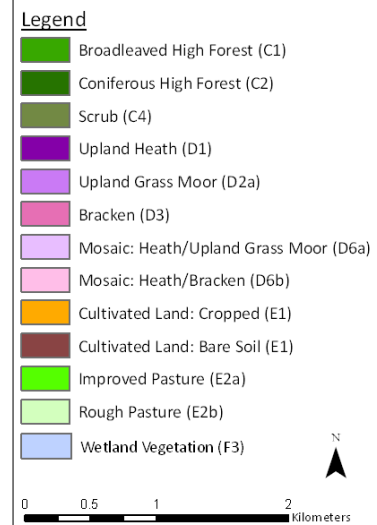 Legend
Broadleaved High Forest (C1)
Coniferous High Forest (C2)
Scrub (C4)
Upland Heath (D1)
Upland Grass Moor (D2a)
Bracken (D3)
Mosaic: Heath/Upland Grass Moor (D6a)
Mosaic: Heath/Bracken (D6b)
Cultivated Land: Cropped (E1)
Cultivated Land: Bare Soil (E1)
Improved Pasture (E2a)
Rough Pasture (E2b)
Wetland Vegetation (F3)
N
0 0.5 1 2
Kilometers